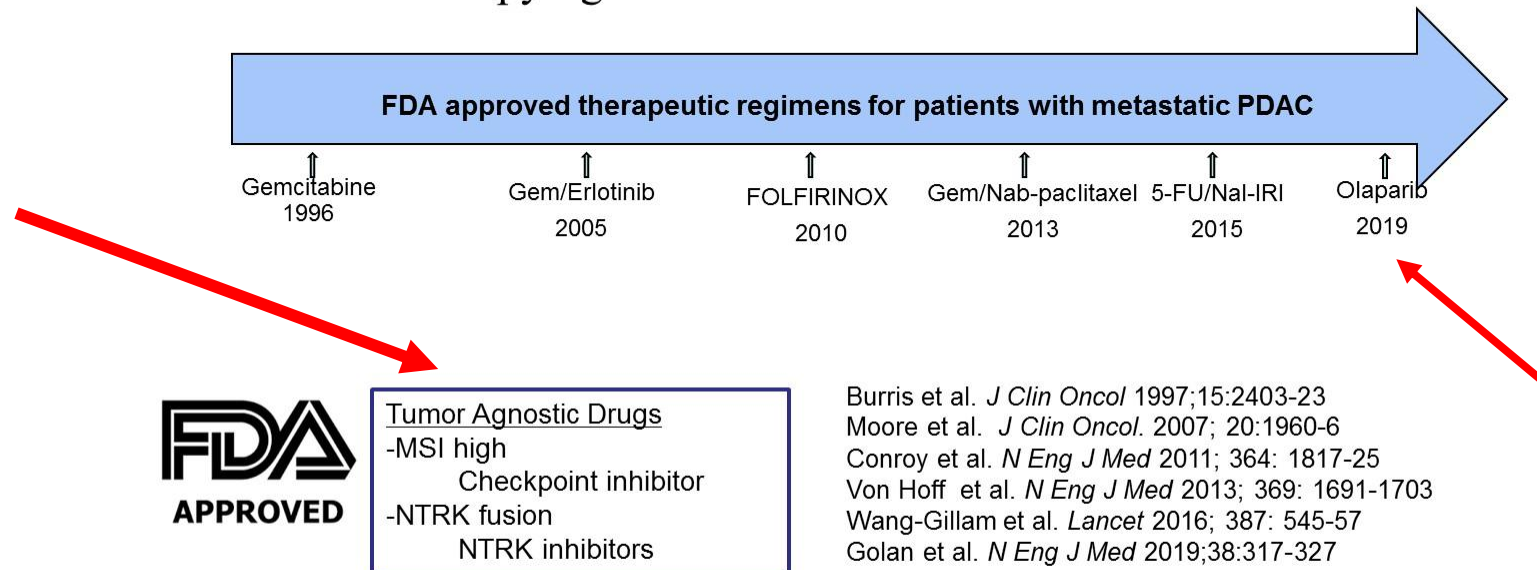 FDA approved therapeutic regimens for patients with metastatic PDAC
Gemcitabine
1996
Gem/Erlotinib
2005
FOLFIRINOX
2010
Gem/Nab-paclitaxel
2013
5-FU/Nal-IRI
2015
Olaparib
2019
FDA
APPROVED
Tumor Agnostic Drugs
-MSI high
Checkpoint inhibitor
-NTRK fusion
NTRK inhibitors
Burris et al. J Clin Oncol 1997;15:2403-23
Moore et al. J Clin Oncol. 2007; 20:1960-6
Conroy et al. N Eng J Med 2011; 364: 1817-25
Von Hoff et al. N Eng J Med 2013; 369: 1691-1703
Wang-Gillam et al. Lancet 2016; 387: 545-57
Golan et al. N Eng J Med 2019;38:317-327